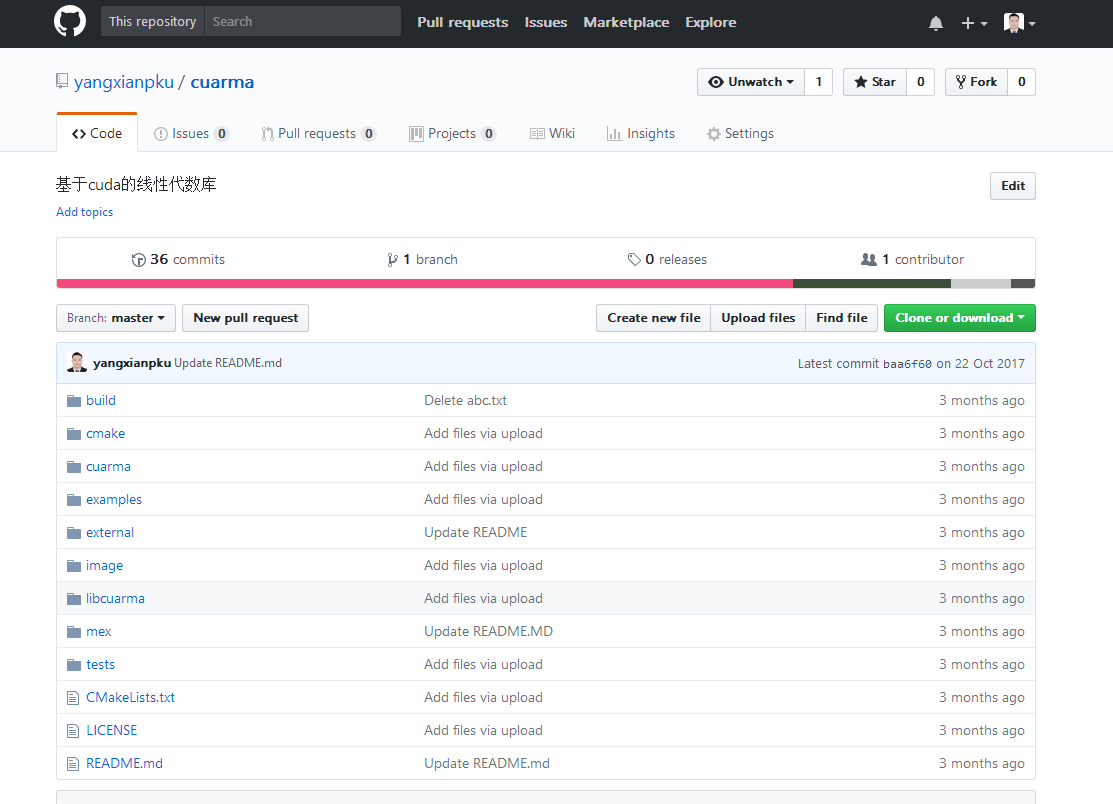 This repository Search Pull requests Issues Marketplace Explore
yangxianpku / cuarma Unwatch 1 Star 0 Fork 0
Code Issues 0 Pull requests 0 Projects 0 Wiki Insights Settings
基于cuda的线性代数库 Edit
Add topics
36 commits 1 branch 0 releases 1 contributor
Branch: master New pull request Create new file Upload files Find file Clone or download
yangxianpku Update README.md Latest commit baa6f60 on 22 Oct 2017
build Delete abc.txt 3 months ago
cmake Add files via upload 3 months ago
cuarma Add files via upload 3 months ago
examples Add files via upload 3 months ago
external Update README 3 months ago
image Add files via upload 3 months ago
libcuarma Add files via upload 3 months ago
mex Update README.MD 3 months ago
tests Add files via upload 3 months ago
CMakeLists.txt Add files via upload 3 months ago
LICENSE Add files via upload 3 months ago
README.md Update README.md 3 months ago